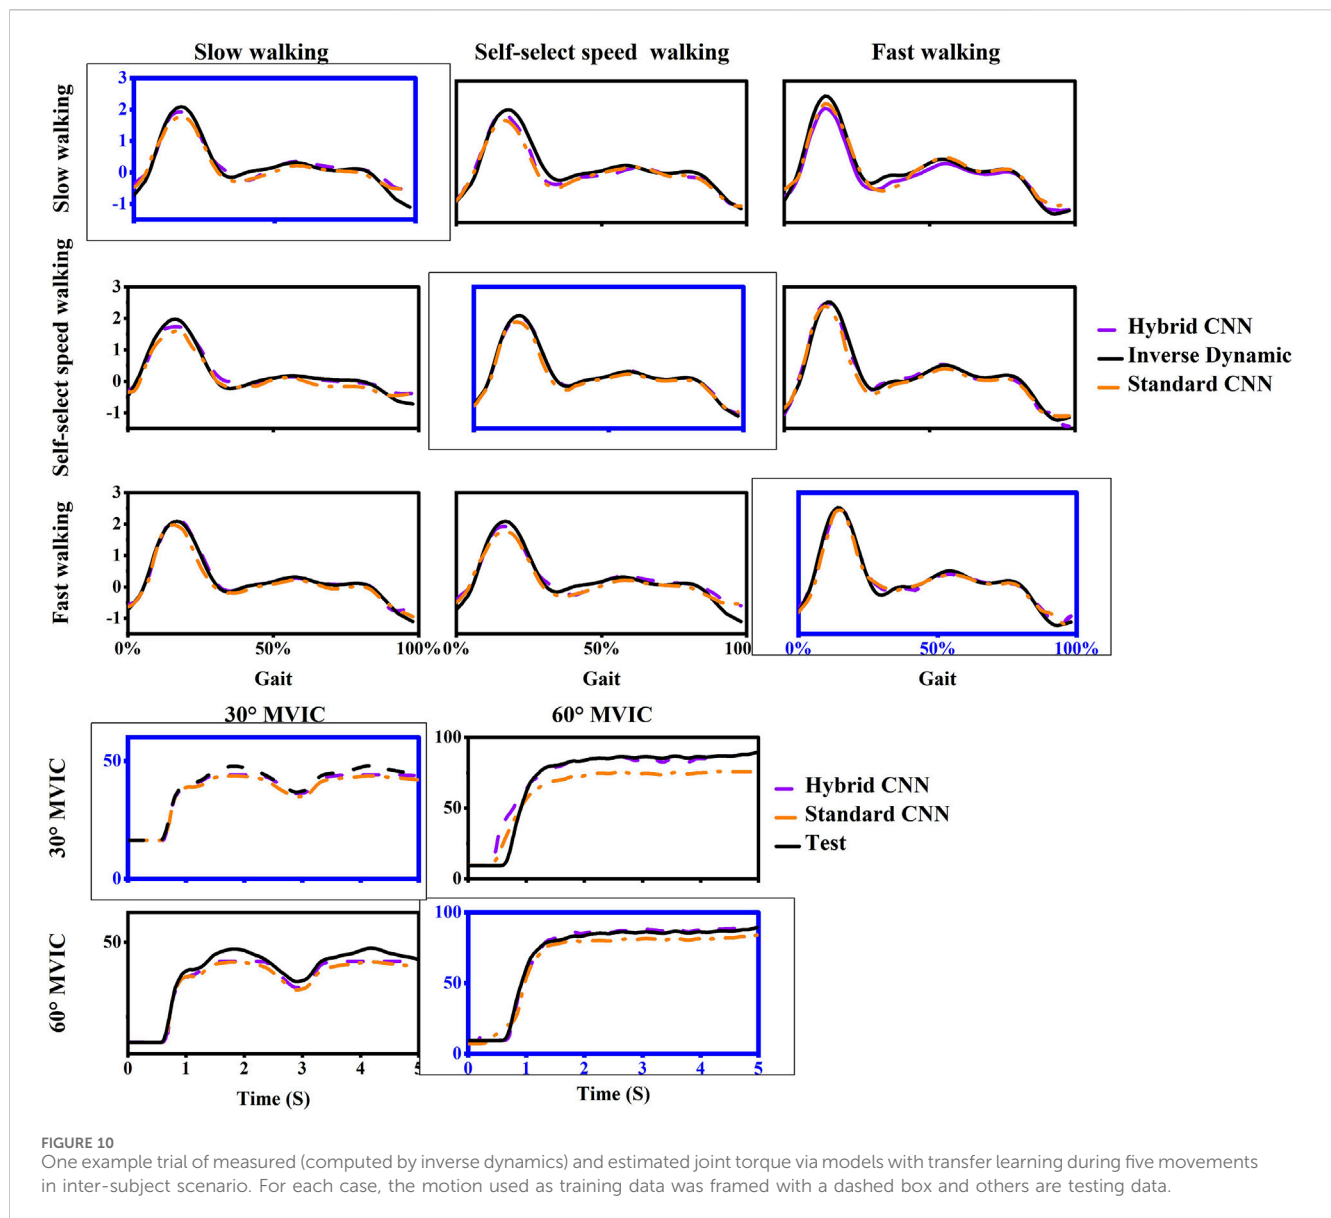 Slow walking
Self-select speed walking
Fast walking
Slow walking
3
2
1
0
-1
Self-select speed walking
3
2
1
0
-1
Hybrid CNN
Inverse Dynamic
Standard CNN
Fast walking
3
2
1
0
-1
0%
50%
100%
0%
50%
100
0%
50%
100%
Gait
Gait
Gait
30° MVIC
60° MVIC
30° MVIC
50
0
100
50
0
Hybrid CNN
Standard CNN
Test
60° MVIC
50
100
50
0
0
1
2
3
4
5
0
1
2
3
4
5
Time (S)
Time (S)
FIGURE 10
One example trial of measured (computed by inverse dynamics) and estimated joint torque via models with transfer learning during five movements
in inter-subject scenario. For each case, the motion used as training data was framed with a dashed box and others are testing data.